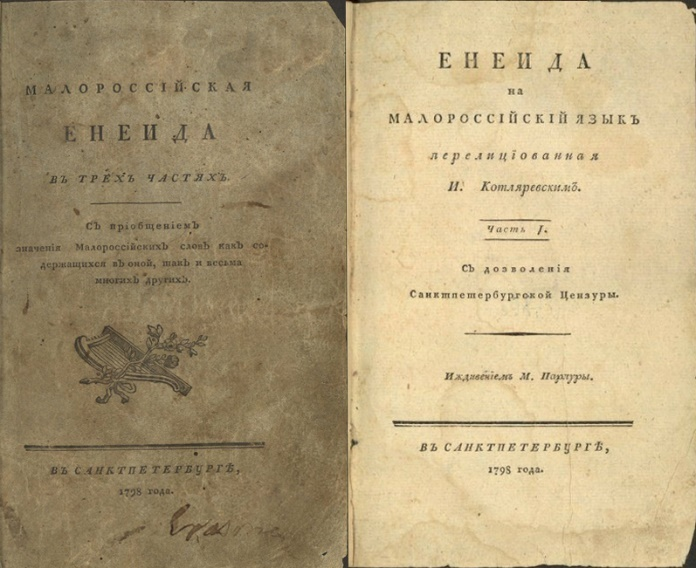 МАЛОРОССІЙСКАЯ
ЕНЕИДА
ВЪ ТРЕХЪ ЧАСТЯХЪ.
Съ пріобщеніемъ
значенія Малороссійскихъ словъ какъ со-
держащихся въ оной, такъ и весьма
многихъ другихъ.
ВЪ САНКТПЕТЕРБУРГѢ,
1798 года.
ЕНЕИДА
на
МАЛОРОССІЙСКІЙ ЯЗЫКЪ
перелиціованная
И. Котляревскимъ.
Часть I.
Съ дозволенія
Санктпетербургской Цензуры.
Иждивеніемъ М. Парпуры.
ВЪ САНКТПЕТЕРБУРГѢ,
1798 года.